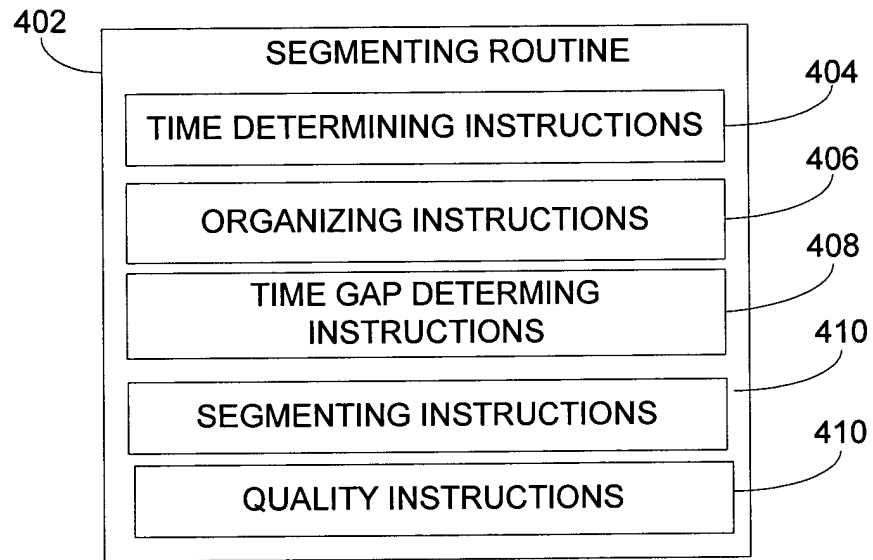 402
SEGMENTING ROUTINE
404
TIME DETERMINING INSTRUCTIONS
406
ORGANIZING INSTRUCTIONS
408
TIME GAP DETERMING
INSTRUCTIONS
410
SEGMENTING INSTRUCTIONS
410
QUALITY INSTRUCTIONS